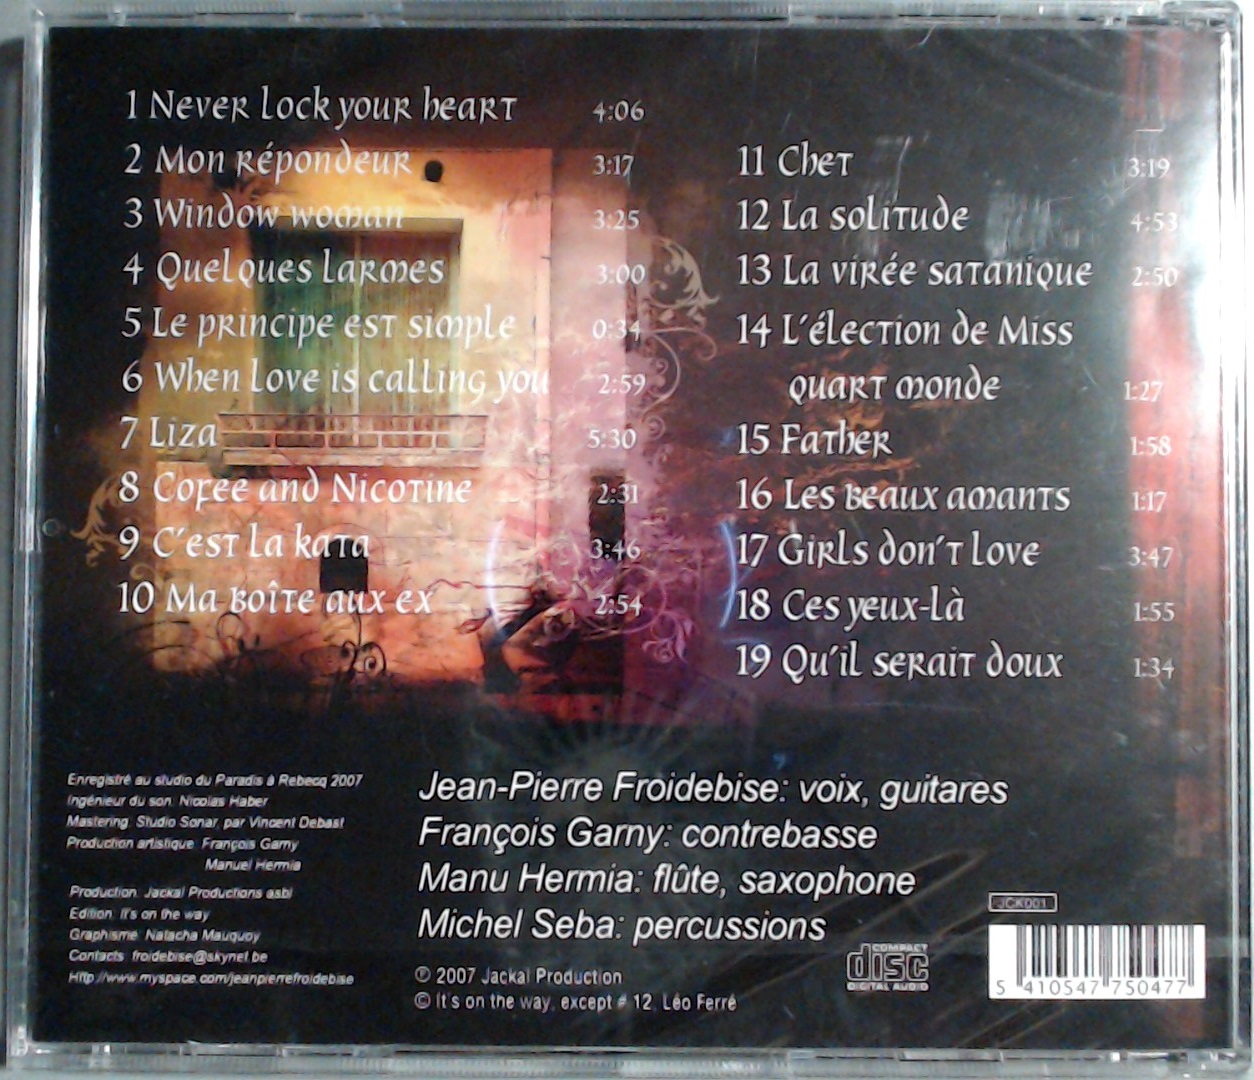 1 Never lock your heart 4:06
2 Mon répondeur 3:17
3 Window woman 3:25
4 Quelques larmes 3:00
5 Le principe est simple 0:34
6 When love is calling you 2:59
7 Liza 5:30
8 Cofee and Nicotine 2:31
9 C'est la kata 3:46
10 Ma boîte aux ex 2:54
11 Chet 3:19
12 La solitude 4:53
13 La virée satanique 2:50
14 L'élection de Miss
quart monde 1:27
15 Father 1:58
16 Les beaux amants 1:17
17 Girls don't love 3:47
18 Ces yeux-là 1:55
19 Qu'il serait doux 1:34
Enregistré au studio du Paradis à Rebecq 2007
Ingénieur du son: Nicolas Haber
Mastering: Studio Sonar, par Vincent Debast
Production artistique: François Garny
Manuel Hermia
Production: Jackal Productions asbl
Edition: It's on the way
Graphisme: Natacha Mauquoy
Contacts: froidebise@skynet.be
Http://www.myspace.com/jeanpierrefroidebise
Jean-Pierre Froidebise: voix, guitares
François Garny: contrebasse
Manu Hermia: flûte, saxophone
Michel Seba: percussions
℗ 2007 Jackal Production
© It's on the way, except # 12, Léo Ferré
COMPACT
disc
DIGITAL AUDIO
JCK001
5 410547 750477